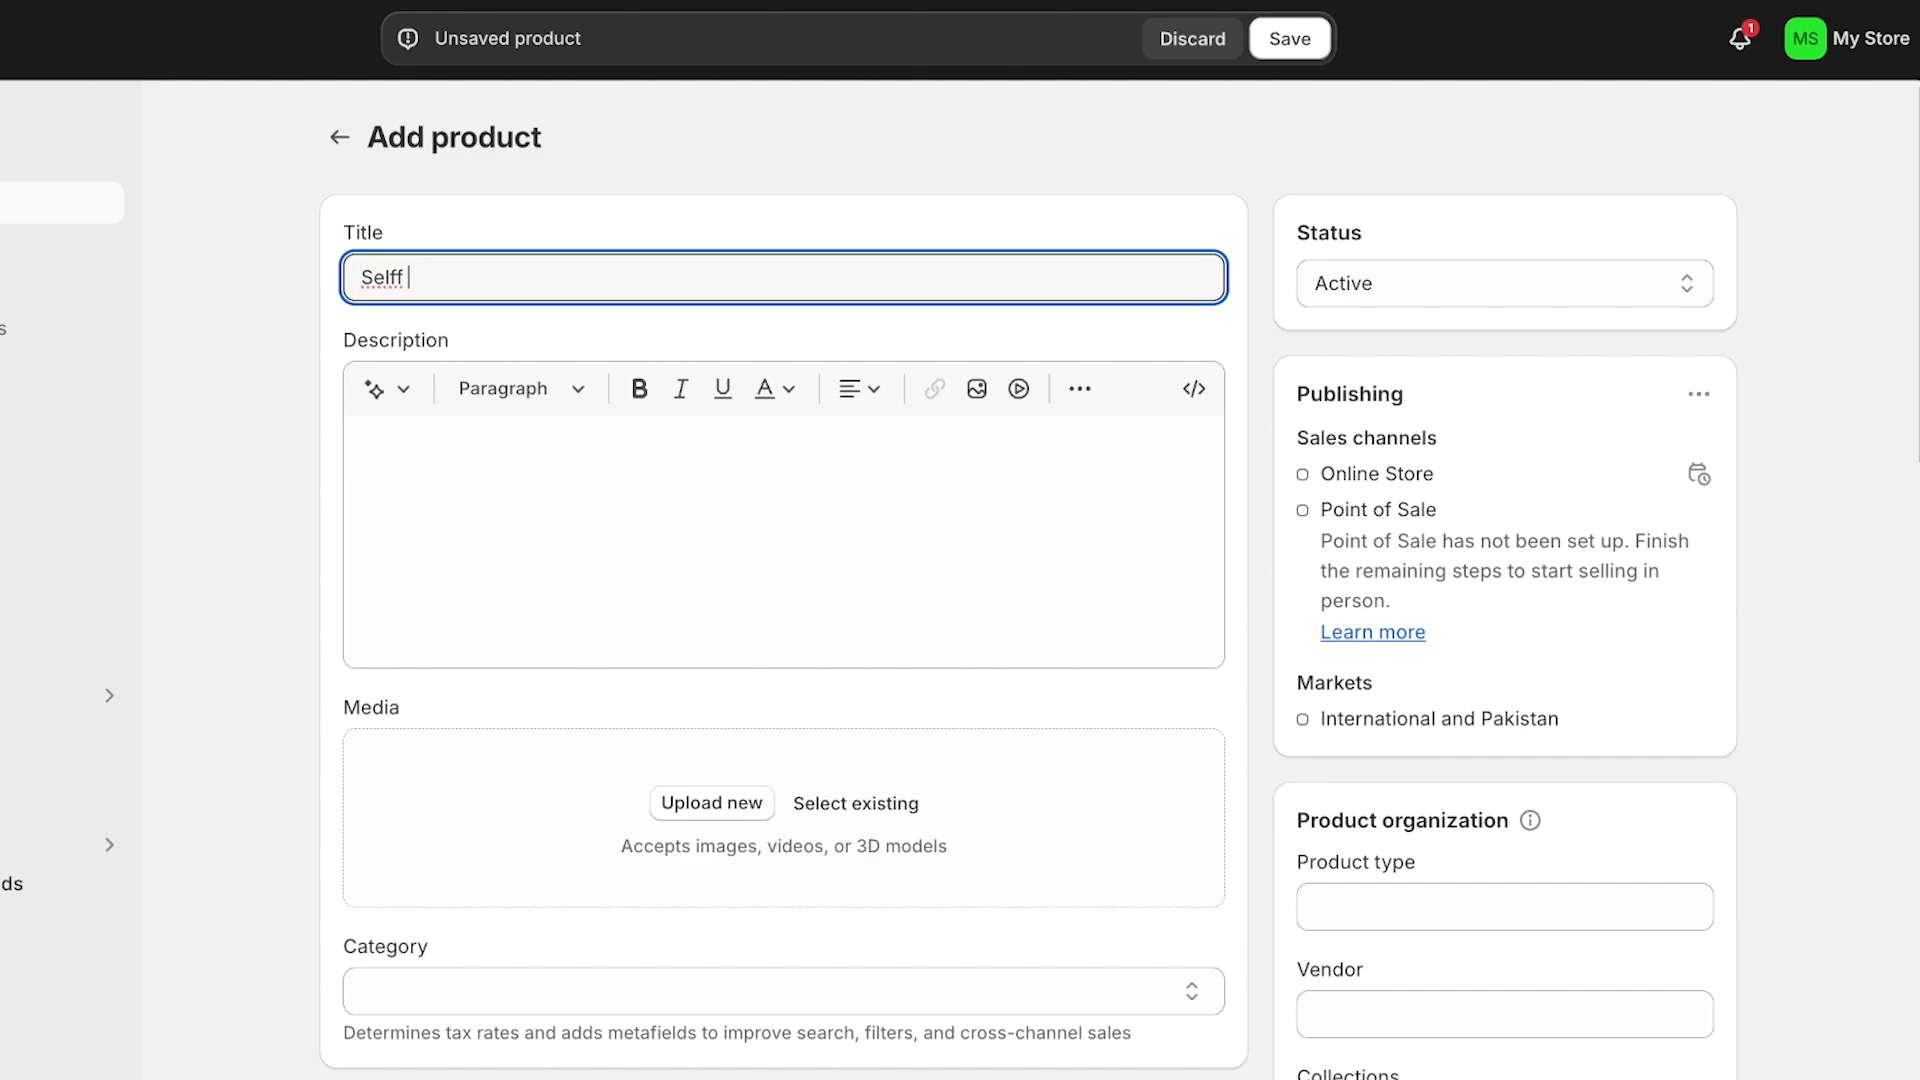 Unsaved product
Discard
Save
1
MS
My Store
s
ds
Add product
Title
Selff
Description
Paragraph
B I U A
Media
Upload new
Select existing
Accepts images, videos, or 3D models
Category
Determines tax rates and adds metafields to improve search, filters, and cross-channel sales
Status
Active
Publishing
Sales channels
Online Store
Point of Sale
Point of Sale has not been set up. Finish
the remaining steps to start selling in
person.
Learn more
Markets
International and Pakistan
Product organization
Product type
Vendor
Collections